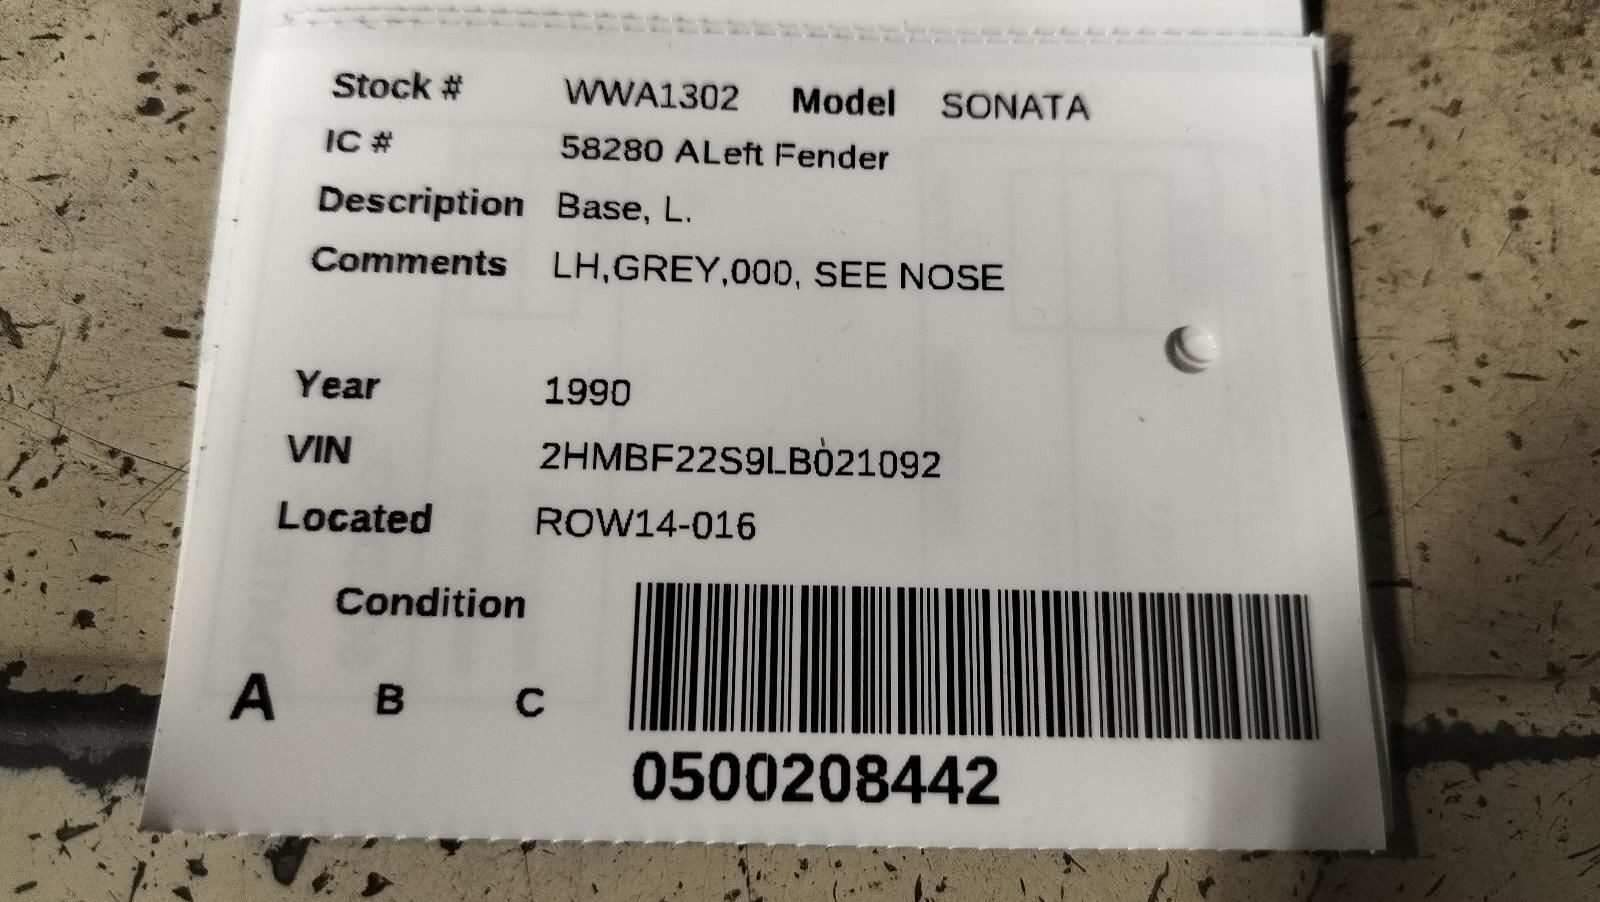 Stock # WWA1302 Model SONATA
IC # 58280 ALeft Fender
Description Base, L.
Comments LH,GREY,000, SEE NOSE
Year 1990
VIN 2HMBF22S9LB021092
Located ROW14-016
Condition
A B C
0500208442